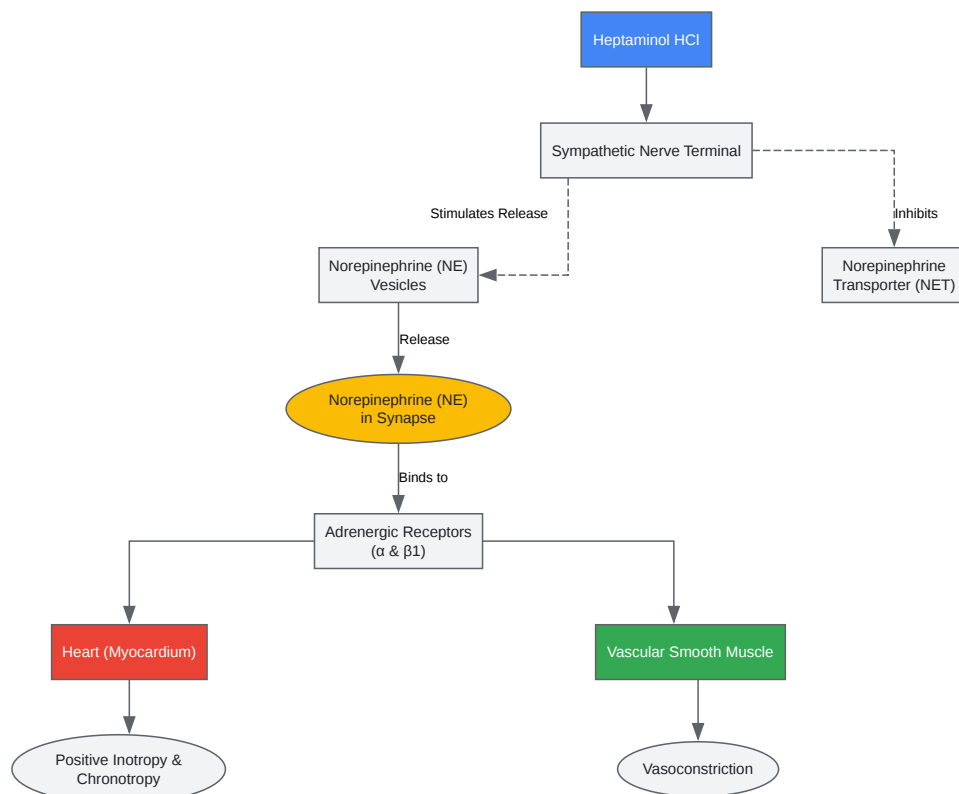 Heptaminol HCl
Sympathetic Nerve Terminal
Stimulates Release
Inhibits
Norepinephrine (NE)
Vesicles
Norepinephrine
Transporter (NET)
Release
Norepinephrine (NE)
in Synapse
Binds to
Adrenergic Receptors
(α & β1)
Heart (Myocardium)
Vascular Smooth Muscle
Positive Inotropy &
Chronotropy
Vasoconstriction